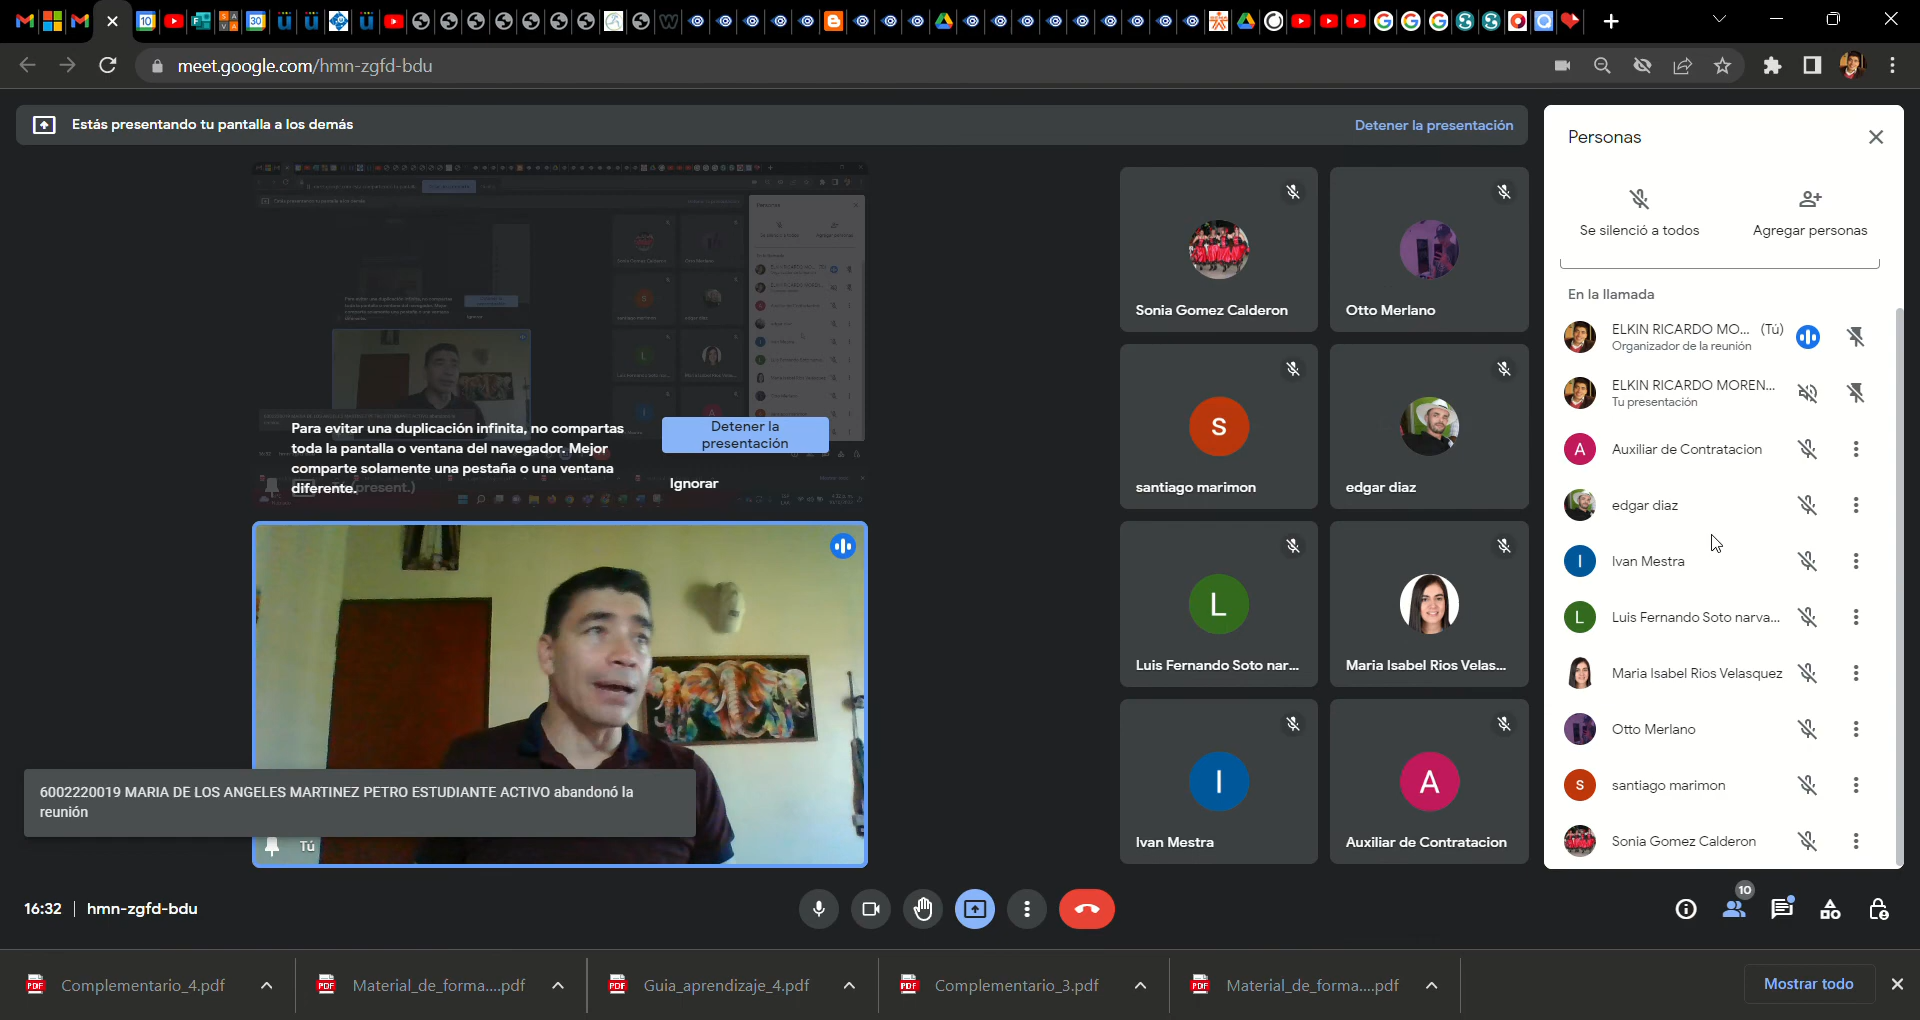 meet.google.com/hmn-zgfd-bdu
Estás presentando tu pantalla a los demás
Detener la presentación
Para evitar una duplicación infinita, no compartas
toda la pantalla o ventana del navegador. Mejor
comparte solamente una pestaña o una ventana
diferente.
Detener la
presentación
Ignorar
Tú
6002220019 MARIA DE LOS ANGELES MARTINEZ PETRO ESTUDIANTE ACTIVO abandonó la
reunión
Sonia Gomez Calderon
Otto Merlano
S
santiago marimon
edgar diaz
L
Luis Fernando Soto nar...
Maria Isabel Rios Velas...
I
Ivan Mestra
A
Auxiliar de Contratacion
Personas
Se silenció a todos
Agregar personas
En la llamada
ELKIN RICARDO MO... (Tú)
Organizador de la reunión
ELKIN RICARDO MOREN...
Tu presentación
A
Auxiliar de Contratacion
edgar diaz
I
Ivan Mestra
L
Luis Fernando Soto narva...
Maria Isabel Rios Velasquez
Otto Merlano
S
santiago marimon
Sonia Gomez Calderon
16:32 | hmn-zgfd-bdu
10
Complementario_4.pdf
Material_de_forma....pdf
Guia_aprendizaje_4.pdf
Complementario_3.pdf
Material_de_forma....pdf
Mostrar todo